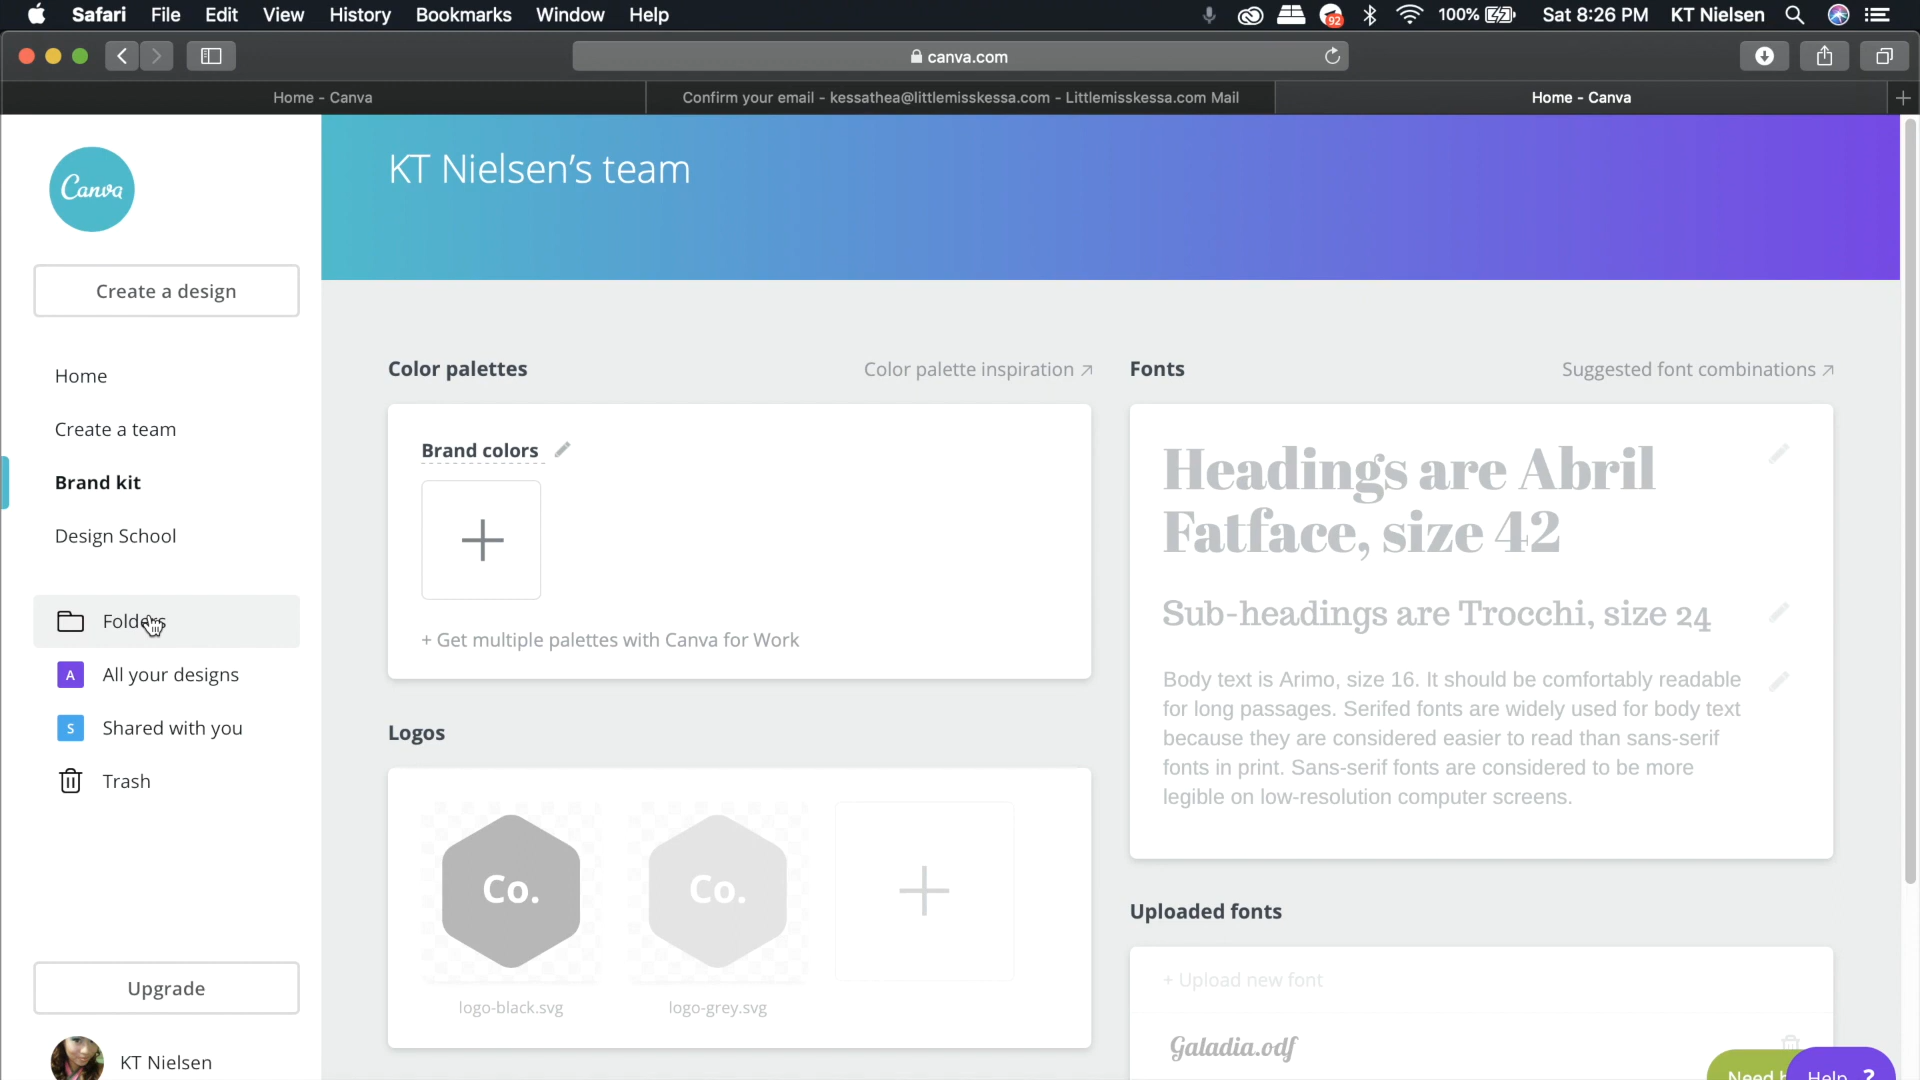 Safari File Edit View History Bookmarks Window Help
92 100% Sat 8:26 PM KT Nielsen
canva.com
Home - Canva
Confirm your email - kessathea@littlemisskessa.com - Littlemisskessa.com Mail
Home - Canva
Canva
Create a design
Home
Create a team
Brand kit
Design School
Folders
A All your designs
S Shared with you
Trash
Upgrade
KT Nielsen
KT Nielsen’s team
Color palettes
Color palette inspiration
Brand colors
+ Get multiple palettes with Canva for Work
Logos
Co.
Co.
logo-black.svg
logo-grey.svg
Fonts
Suggested font combinations
Headings are Abril
Fatface, size 42
Sub-headings are Trocchi, size 24
Body text is Arimo, size 16. It should be comfortably readable
for long passages. Serifed fonts are widely used for body text
because they are considered easier to read than sans-serif
fonts in print. Sans-serif fonts are considered to be more
legible on low-resolution computer screens.
Uploaded fonts
+ Upload new font
Galadia.odf
Need
Help ?